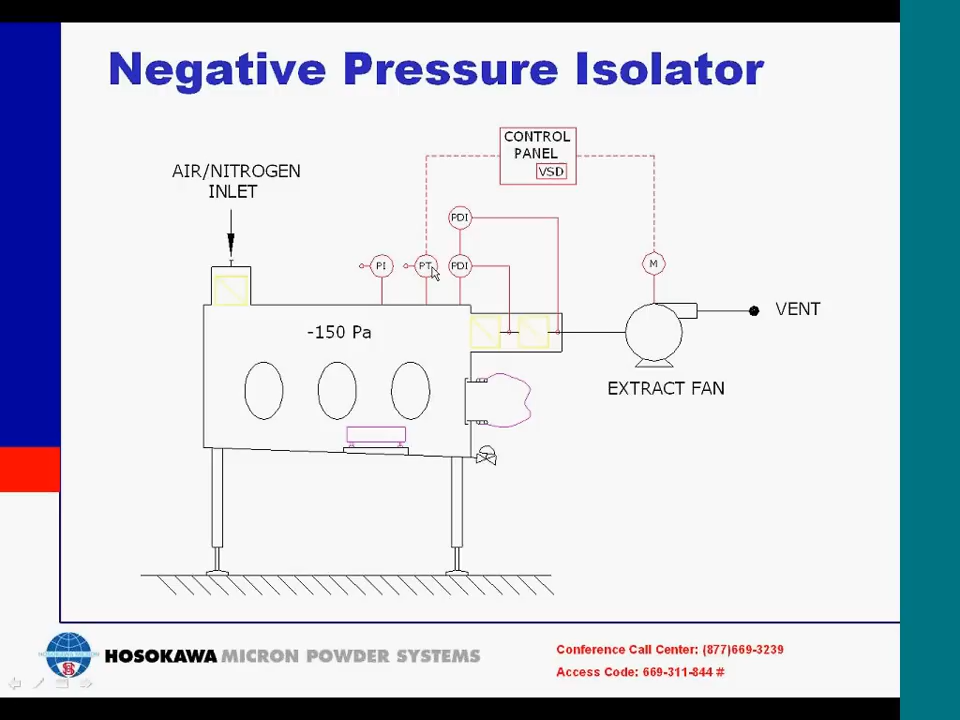 Negative Pressure Isolator
CONTROL
PANEL
VSD
AIR/NITROGEN
INLET
PDI
PI
PT
PDI
M
-150 Pa
VENT
EXTRACT FAN
HOSOKAWA MICRON POWDER SYSTEMS
Conference Call Center: (877)669-3239
Access Code: 669-311-844 #